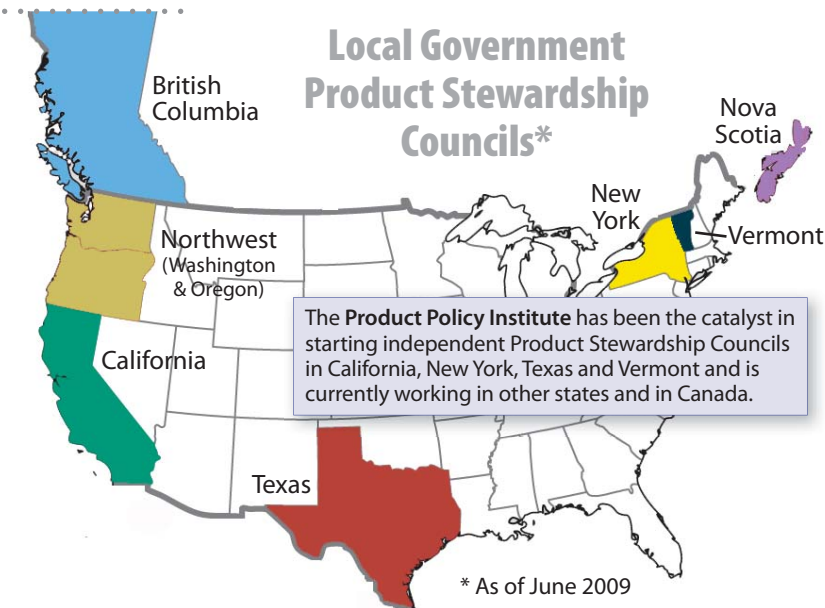 Local Government
Product Stewardship
Councils*
British
Columbia
Nova
Scotia
New
York
Vermont
Northwest
(Washington
& Oregon)
The Product Policy Institute has been the catalyst in
starting independent Product Stewardship Councils
in California, New York, Texas and Vermont and is
currently working in other states and in Canada.
California
Texas
* As of June 2009